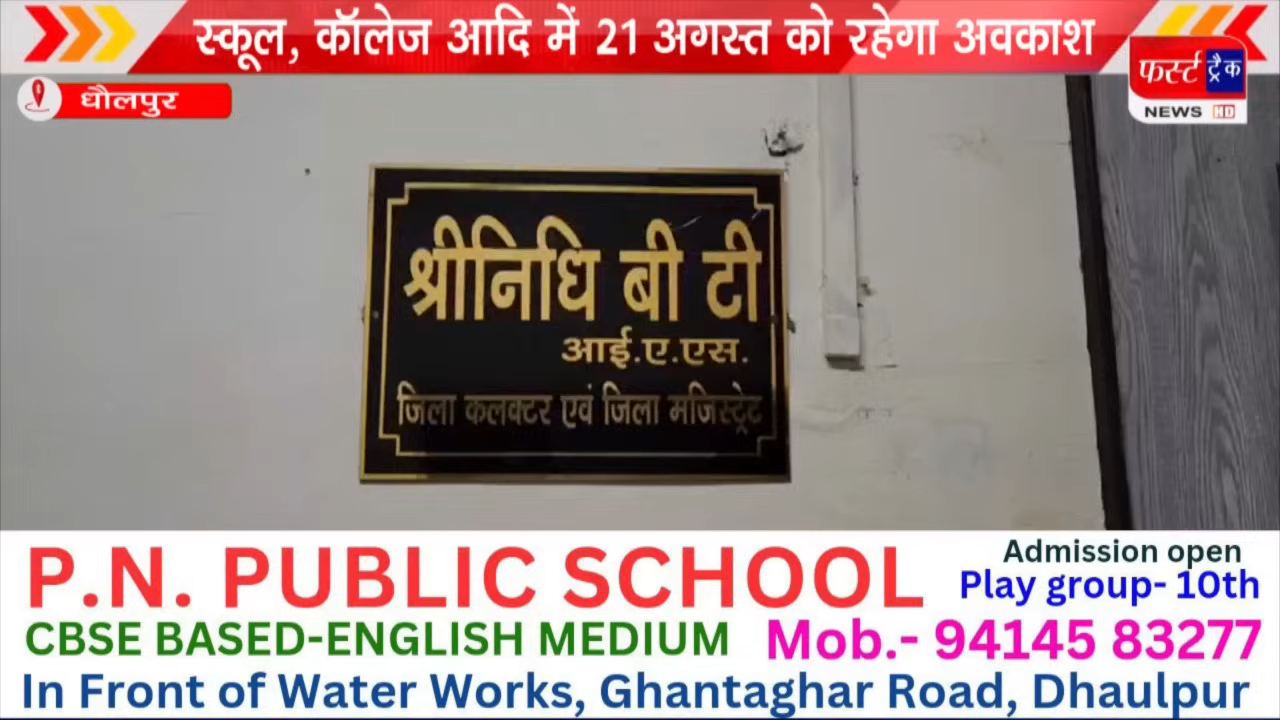 स्कूल, कॉलेज आदि में 21 अगस्त को रहेगा अवकाश
फर्स्ट ट्रैक
NEWS HD
धौलपुर
श्रीनिधि बी टी
आई.ए.एस.
जिला कलक्टर एवं जिला मजिस्ट्रेट
P.N. PUBLIC SCHOOL
Admission open
Play group- 10th
CBSE BASED-ENGLISH MEDIUM
Mob.- 94145 83277
In Front of Water Works, Ghantaghar Road, Dhaulpur